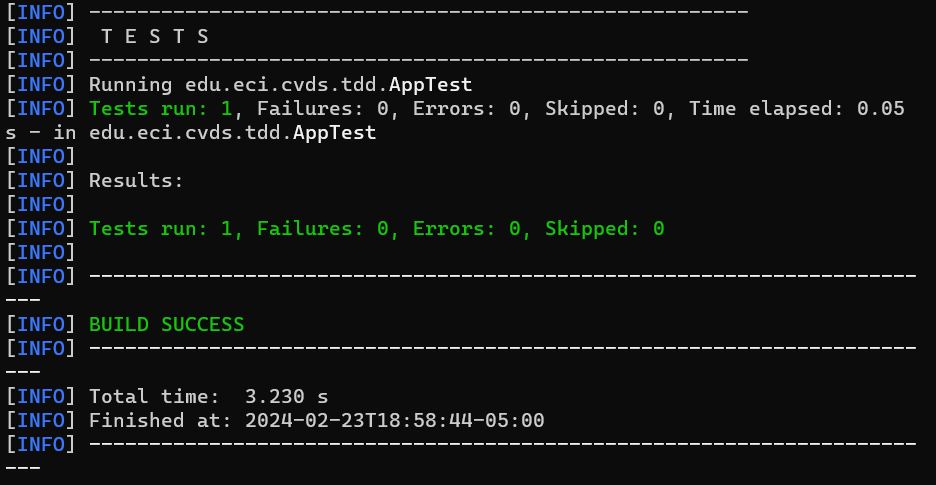 [INFO] -------------------------------------------------------
[INFO]  T E S T S
[INFO] -------------------------------------------------------
[INFO] Running edu.eci.cvds.tdd.AppTest
[INFO] Tests run: 1, Failures: 0, Errors: 0, Skipped: 0, Time elapsed: 0.05
s - in edu.eci.cvds.tdd.AppTest
[INFO]
[INFO] Results:
[INFO]
[INFO] Tests run: 1, Failures: 0, Errors: 0, Skipped: 0
[INFO]
[INFO] ---------------------------------------------------------------------
---
[INFO] BUILD SUCCESS
[INFO] ---------------------------------------------------------------------
---
[INFO] Total time:  3.230 s
[INFO] Finished at: 2024-02-23T18:58:44-05:00
[INFO] ---------------------------------------------------------------------
---